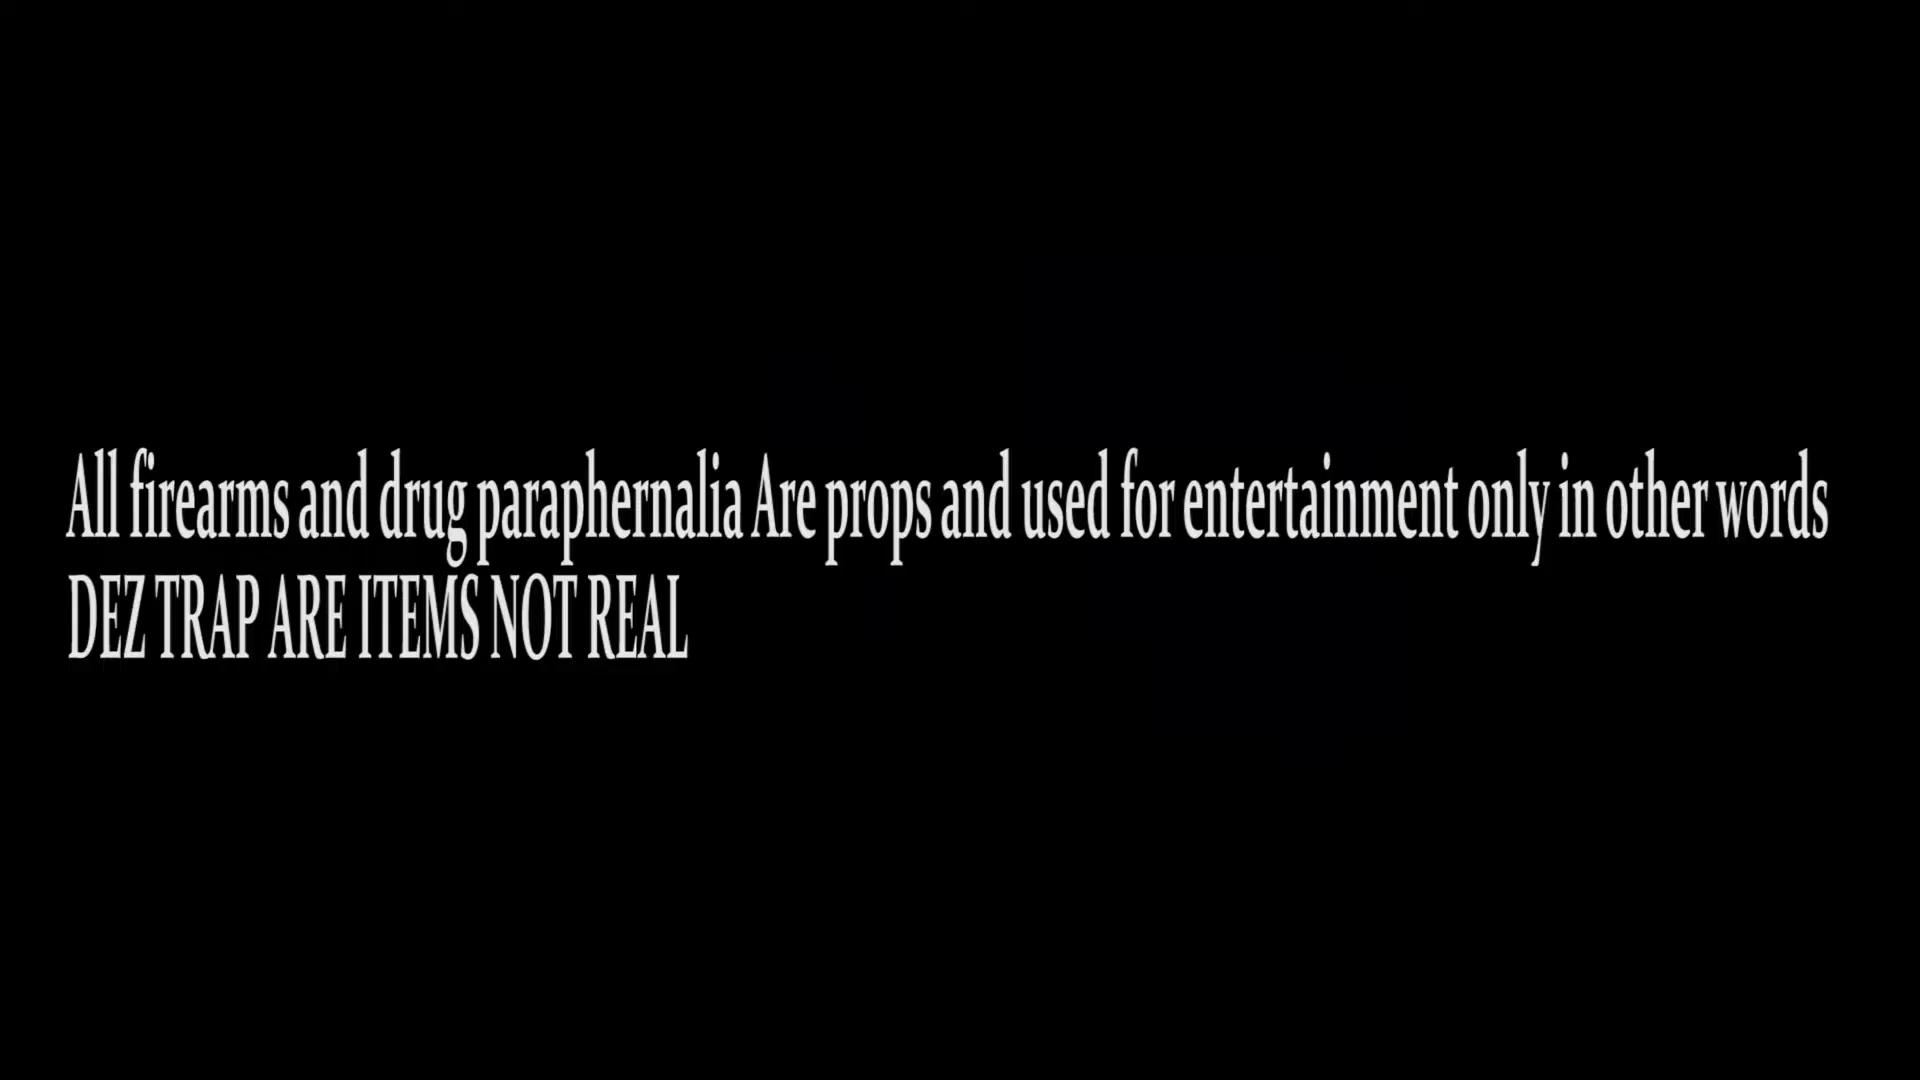 All firearms and drug paraphernalia Are props and used for entertainment only in other words
DEZ TRAP ARE ITEMS NOT REAL